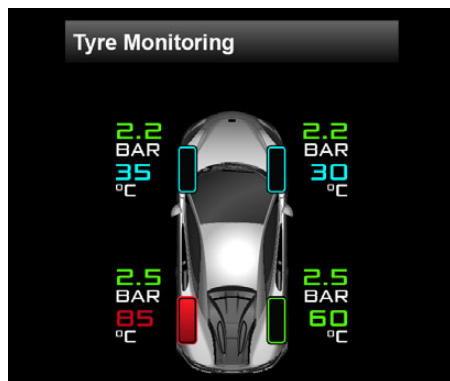 Tyre Monitoring
2.2 2.2
BAR BAR
35 30
°C °C
2.5 2.5
BAR BAR
85 60
°C °C